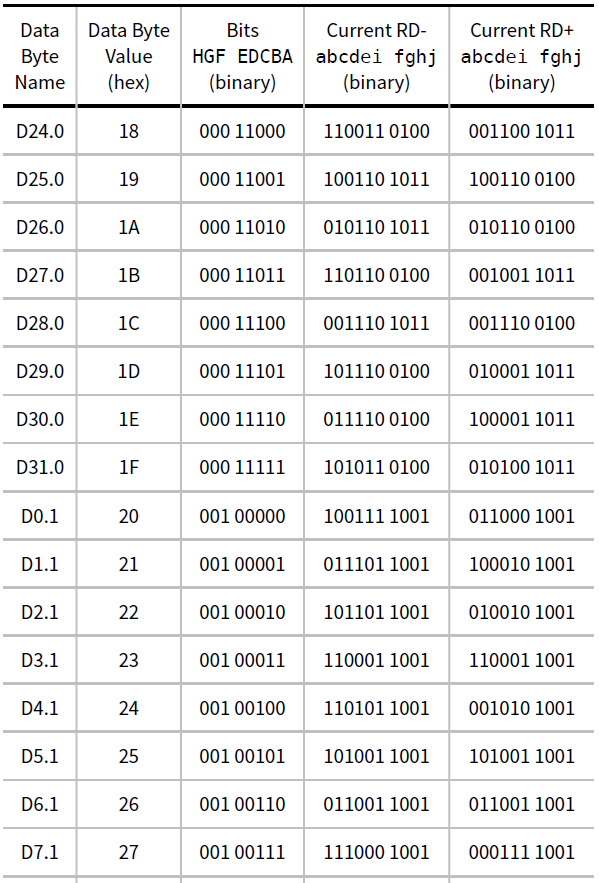 Data Byte Name | Data Byte Value (hex) | Bits HGF EDCBA (binary) | Current RD- abcdei fghj (binary) | Current RD+ abcdei fghj (binary)
D24.0 | 18 | 000 11000 | 110011 0100 | 001100 1011
D25.0 | 19 | 000 11001 | 100110 1011 | 100110 0100
D26.0 | 1A | 000 11010 | 010110 1011 | 010110 0100
D27.0 | 1B | 000 11011 | 110110 0100 | 001001 1011
D28.0 | 1C | 000 11100 | 001110 1011 | 001110 0100
D29.0 | 1D | 000 11101 | 101110 0100 | 010001 1011
D30.0 | 1E | 000 11110 | 011110 0100 | 100001 1011
D31.0 | 1F | 000 11111 | 101011 0100 | 010100 1011
D0.1 | 20 | 001 00000 | 100111 1001 | 011000 1001
D1.1 | 21 | 001 00001 | 011101 1001 | 100010 1001
D2.1 | 22 | 001 00010 | 101101 1001 | 010010 1001
D3.1 | 23 | 001 00011 | 110001 1001 | 110001 1001
D4.1 | 24 | 001 00100 | 110101 1001 | 001010 1001
D5.1 | 25 | 001 00101 | 101001 1001 | 101001 1001
D6.1 | 26 | 001 00110 | 011001 1001 | 011001 1001
D7.1 | 27 | 001 00111 | 111000 1001 | 000111 1001